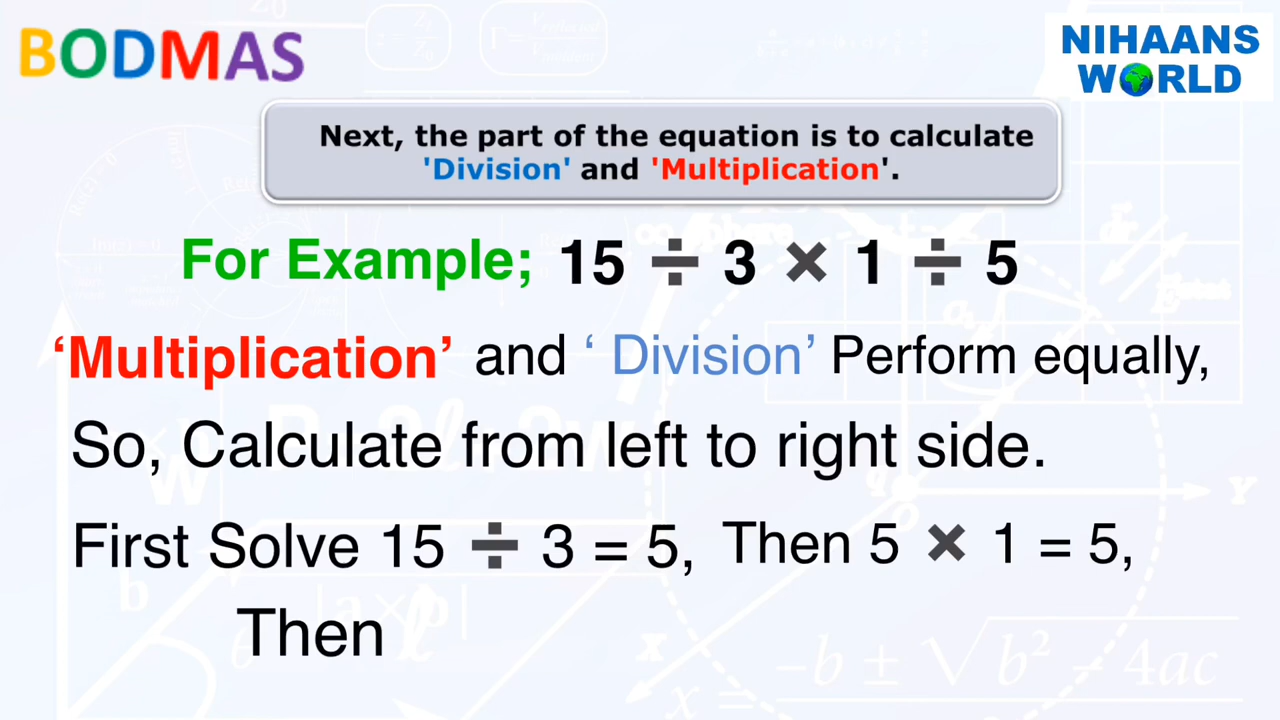 BODMAS
NIHAANS
WORLD
Next, the part of the equation is to calculate
'Division' and 'Multiplication'.
For Example; 15 ÷ 3 × 1 ÷ 5
‘Multiplication’ and ‘ Division’ Perform equally,
So, Calculate from left to right side.
First Solve 15 ÷ 3 = 5, Then 5 × 1 = 5,
Then